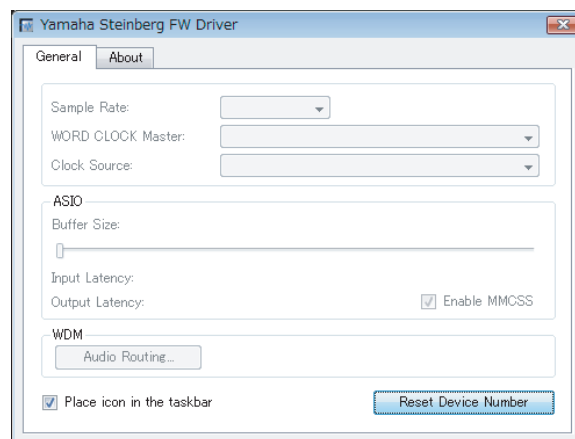 Yamaha Steinberg FW Driver
General
About
Sample Rate:
WORD CLOCK Master:
Clock Source:
ASIO
Buffer Size:
Input Latency:
Output Latency:
Enable MMCSS
WDM
Audio Routing...
Place icon in the taskbar
Reset Device Number